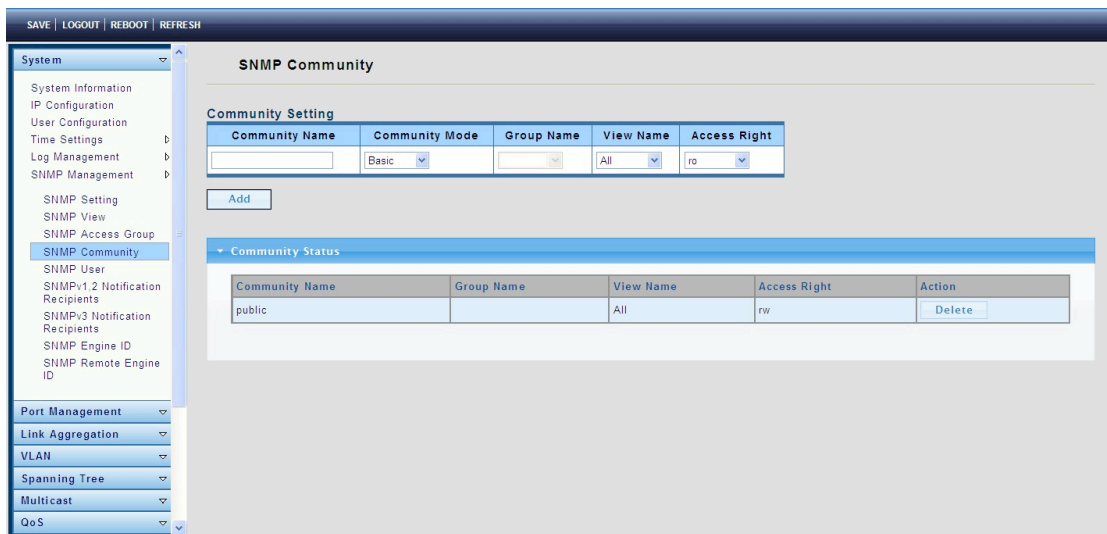 SAVE | LOGOUT | REBOOT | REFRESH
System
System Information
IP Configuration
User Configuration
Time Settings
Log Management
SNMP Management
SNMP Setting
SNMP View
SNMP Access Group
SNMP Community
SNMP User
SNMPv1,2 Notification
Recipients
SNMPv3 Notification
Recipients
SNMP Engine ID
SNMP Remote Engine
ID
Port Management
Link Aggregation
VLAN
Spanning Tree
Multicast
QoS
SNMP Community
Community Setting
Community Name Community Mode Group Name View Name Access Right
Basic All ro
Add
Community Status
Community Name Group Name View Name Access Right Action
public All rw Delete